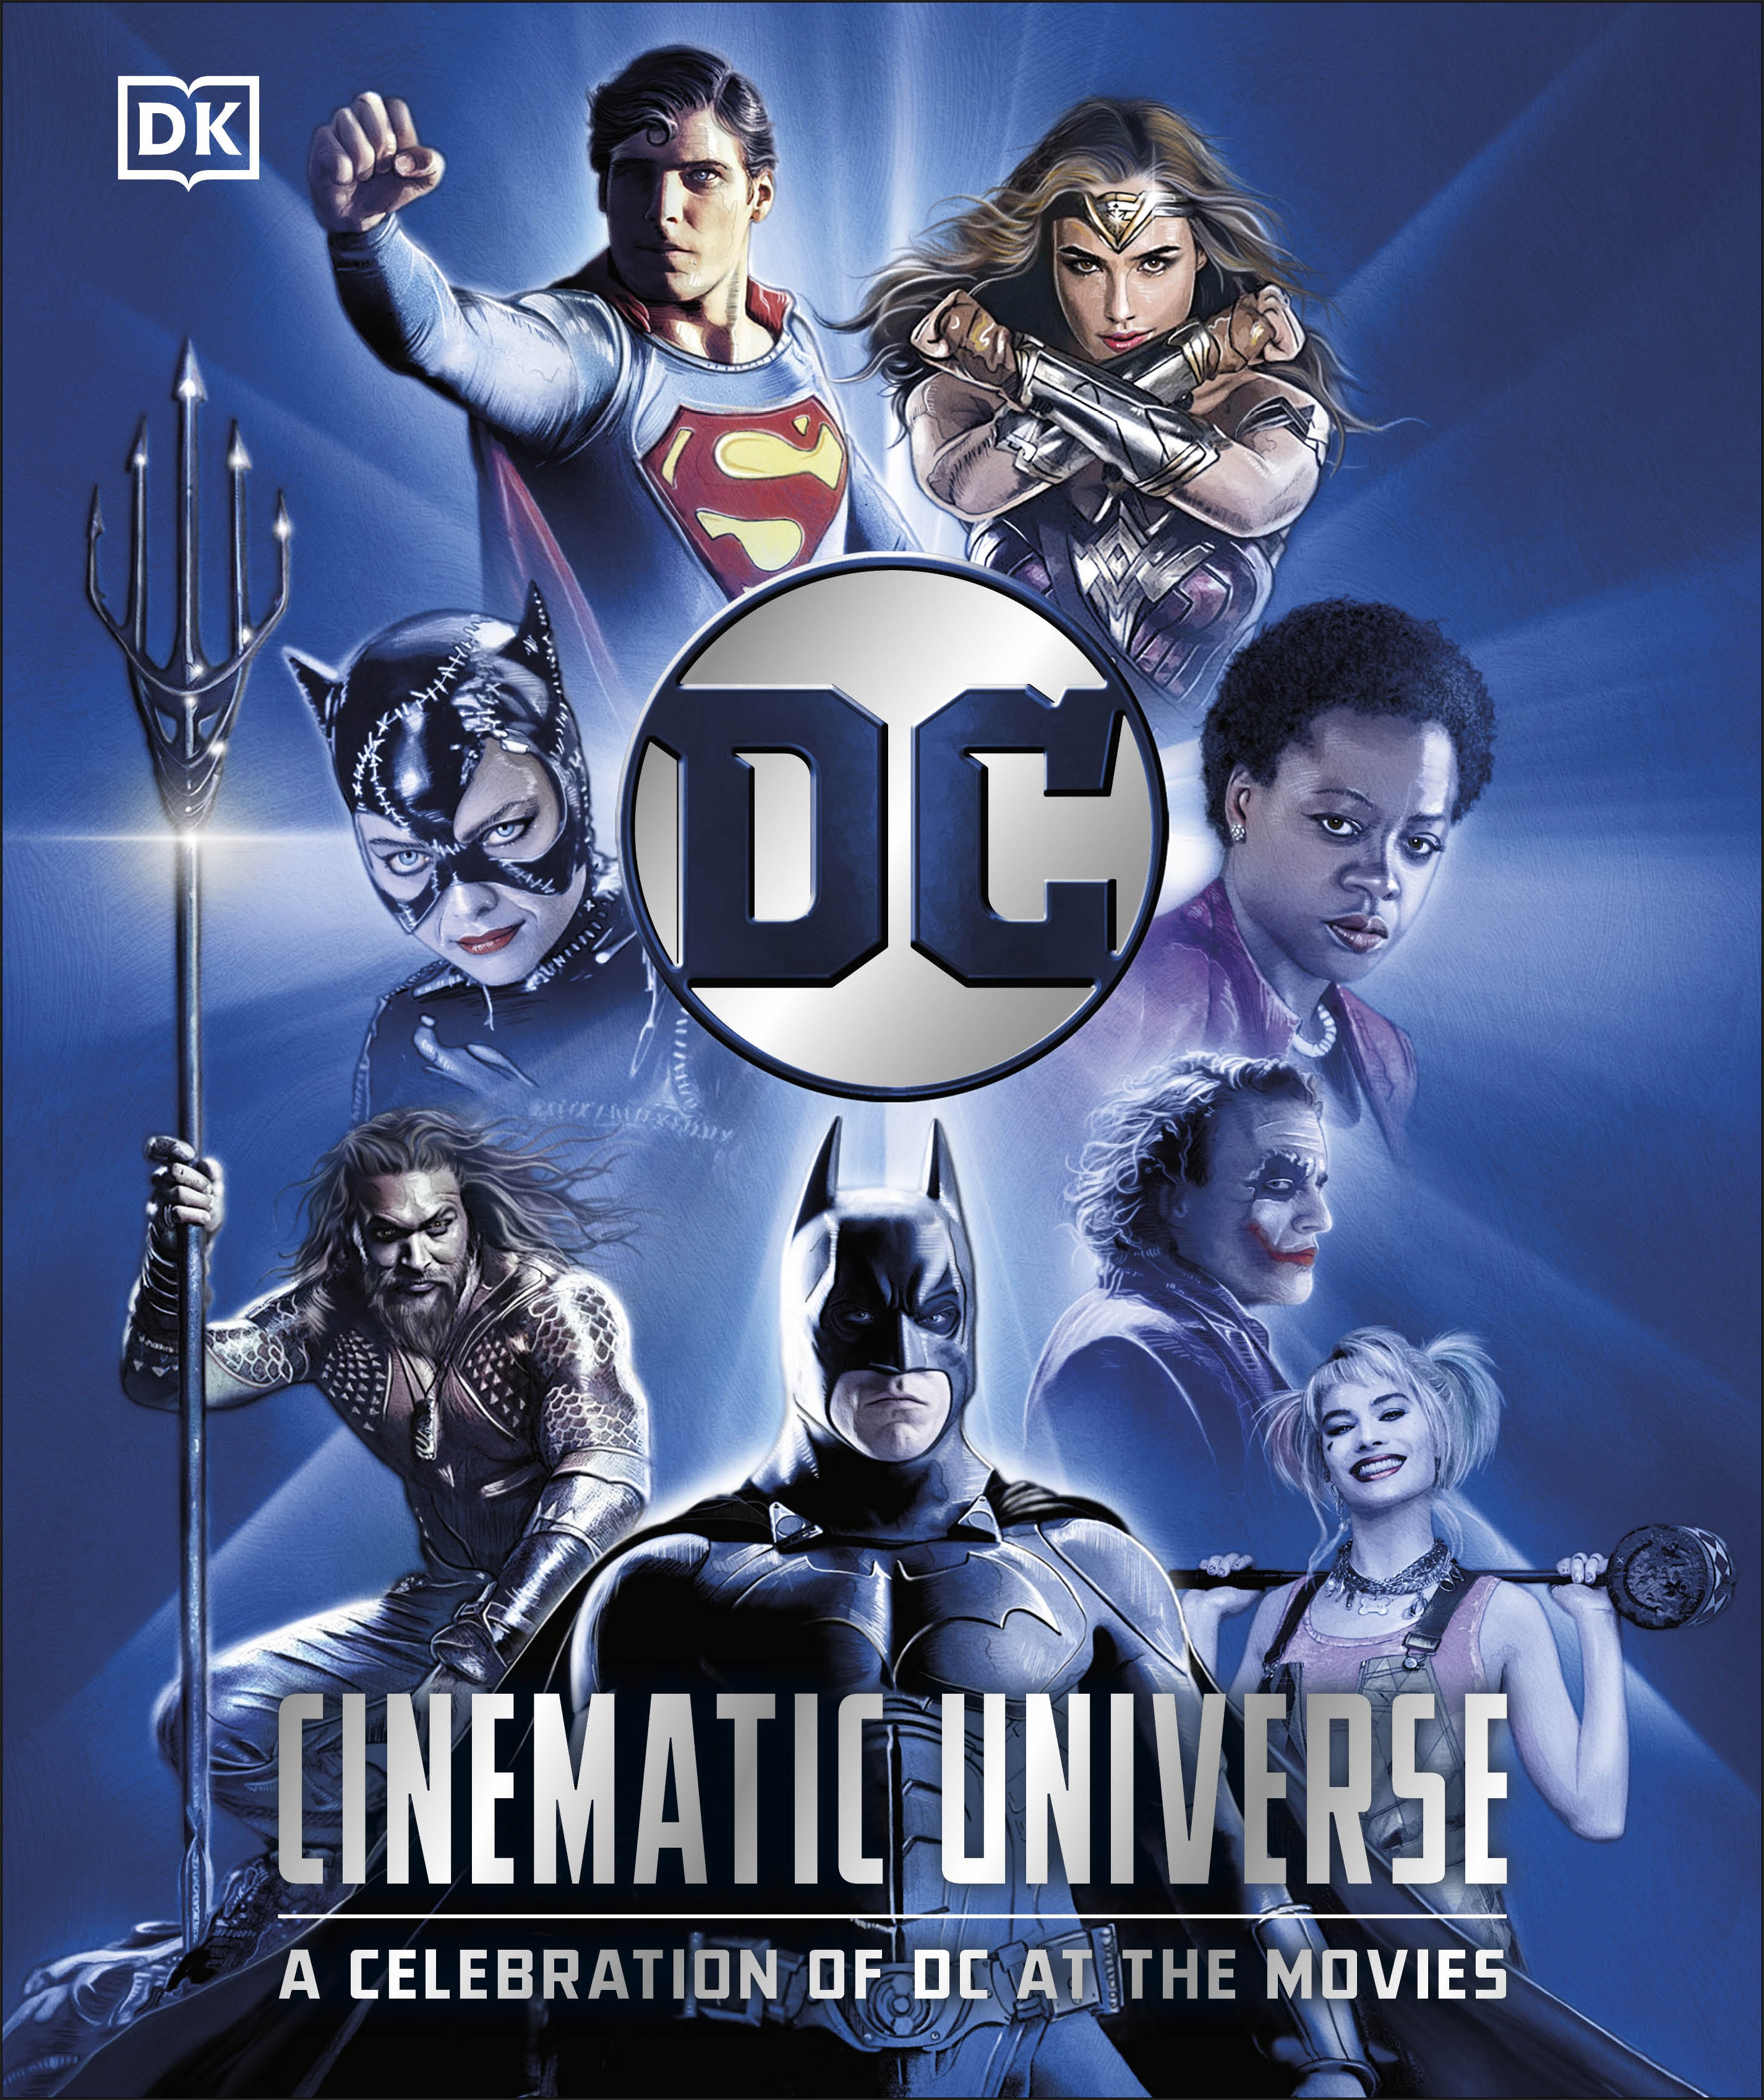 DK
DC
CINEMATIC UNIVERSE
A CELEBRATION OF DC AT THE MOVIES